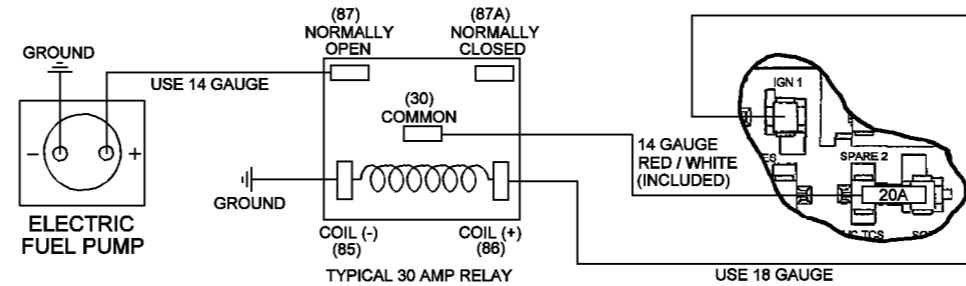 (87)
NORMALLY
OPEN
(87A)
NORMALLY
CLOSED
GROUND
USE 14 GAUGE
(30)
COMMON
IGN 1
14 GAUGE
RED / WHITE
(INCLUDED)
SPARE 2
20A
- +
GROUND
ELECTRIC
FUEL PUMP
COIL (-)
(85)
COIL (+)
(86)
TCS
TYPICAL 30 AMP RELAY
USE 18 GAUGE